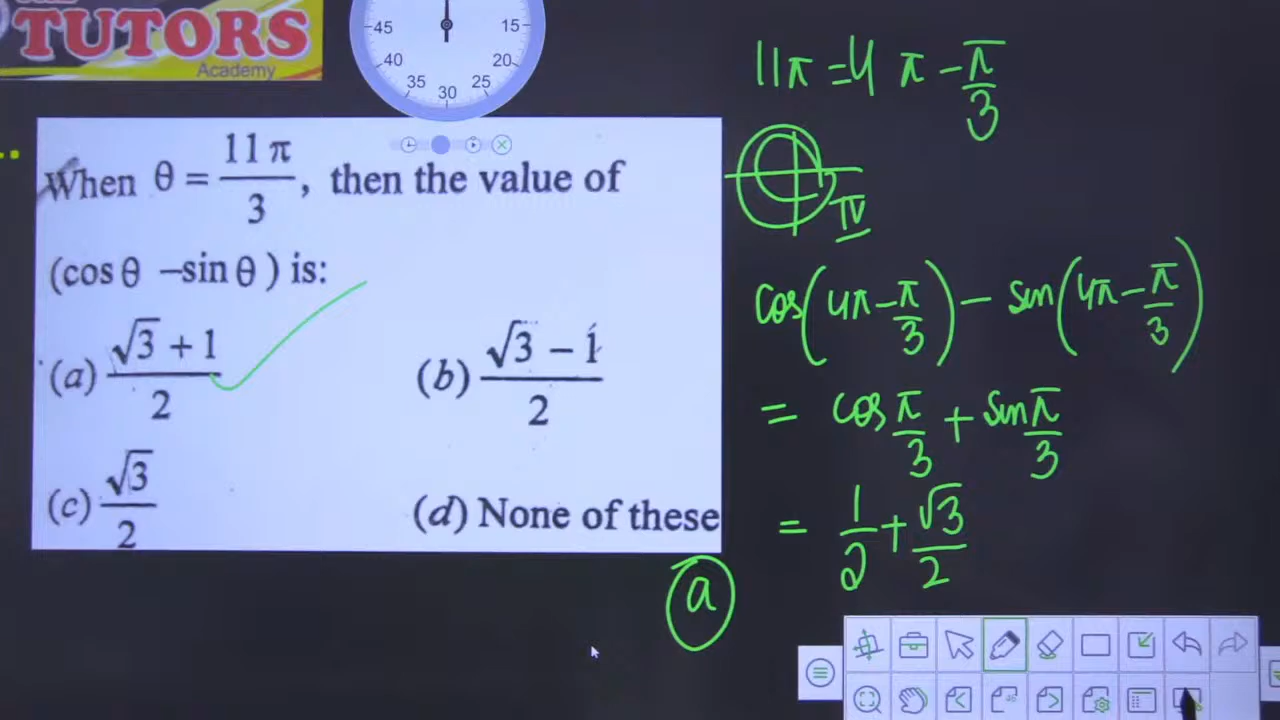 TUTORS
Academy
45 15
40 20
35 25
30
When θ = 11π/3, then the value of
(cos θ – sin θ) is:
(a) √3 + 1/2
(b) √3 − 1/2
(c) √3/2
(d) None of these
a
11π = 4π − π/3
IV
cos(4π − π/3) − sin(4π − π/3)
= cos π/3 + sin π/3
= 1/2 + √3/2